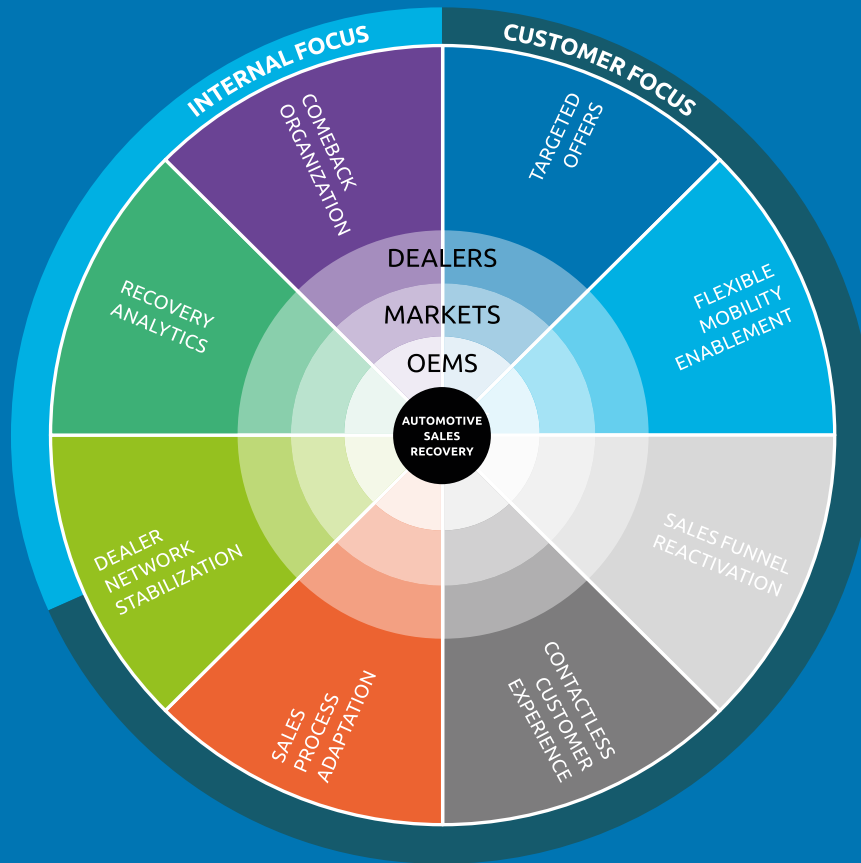 INTERNAL FOCUS
CUSTOMER FOCUS
COMEBACK
ORGANIZATION
TARGETED
OFFERS
RECOVERY
ANALYTICS
FLEXIBLE
MOBILITY
ENABLEMENT
DEALERS
MARKETS
OEMS
AUTOMOTIVE
SALES
RECOVERY
DEALER
NETWORK
STABILIZATION
SALES FUNNEL
REACTIVATION
SALES
PROCESS
ADAPTATION
CONTACTLESS
CUSTOMER
EXPERIENCE